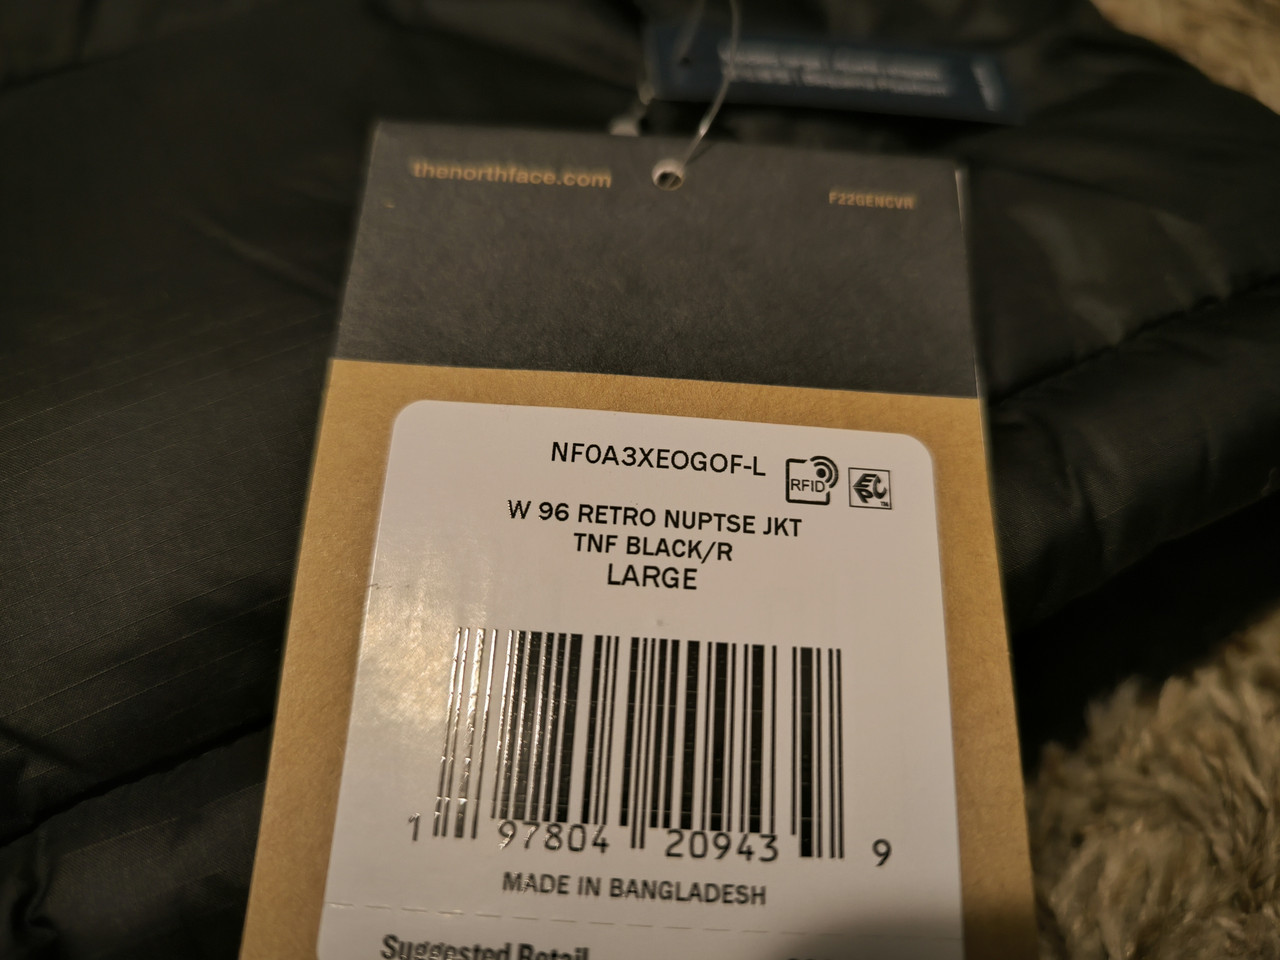 thenorthface.com
F22GENCVR
NF0A3XEOGOF-L
RFID
EPC
W 96 RETRO NUPTSE JKT
TNF BLACK/R
LARGE
1 97804 20943 9
MADE IN BANGLADESH
Suggested Retail